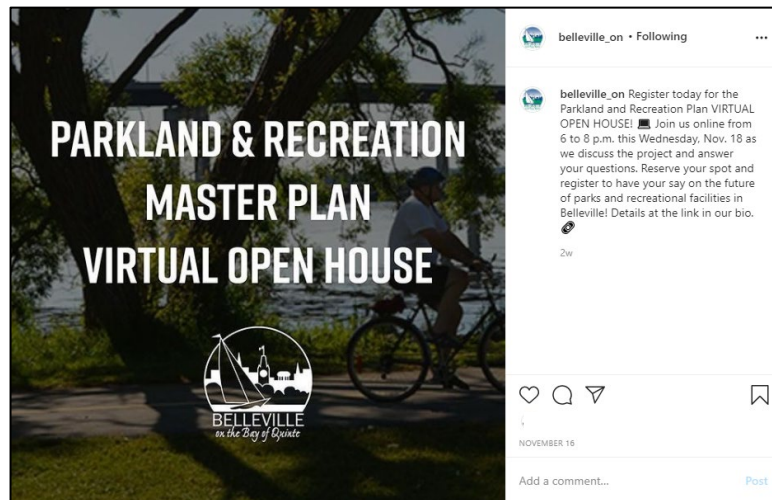 PARKLAND & RECREATION
MASTER PLAN
VIRTUAL OPEN HOUSE
BELLEVILLE
on the Bay of Quinte
belleville_on • Following
belleville_on Register today for the
Parkland and Recreation Plan VIRTUAL
OPEN HOUSE! 💻 Join us online from
6 to 8 p.m. this Wednesday, Nov. 18 as
we discuss the project and answer
your questions. Reserve your spot and
register to have your say on the future
of parks and recreational facilities in
Belleville! Details at the link in our bio.
🔗
2w
NOVEMBER 16
Add a comment...
Post